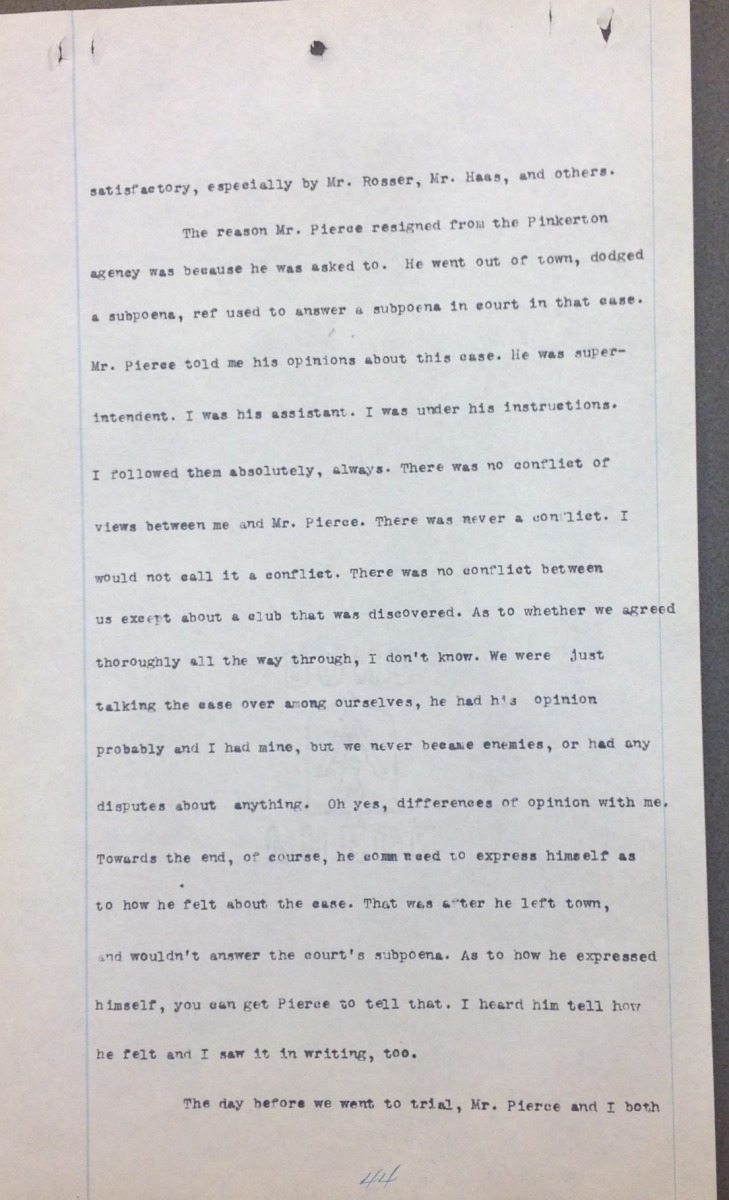 satisfactory, especially by Mr. Rosser, Mr. Haas, and others.
The reason Mr. Pierce resigned from the Pinkerton
agency was because he was asked to. He went out of town, dodged
a subpoena, ref used to answer a subpoena in court in that case.
Mr. Pierce told me his opinions about this case. He was super-
intendent. I was his assistant. I was under his instructions.
I followed them absolutely, always. There was no conflict of
views between me and Mr. Pierce. There was never a conflict. I
would not call it a conflict. There was no conflict between
us except about a club that was discovered. As to whether we agreed
thoroughly all the way through, I don't know. We were just
talking the case over among ourselves, he had his opinion
probably and I had mine, but we never became enemies, or had any
disputes about anything. Oh yes, differences of opinion with me.
Towards the end, of course, he commneed to express himself as
to how he felt about the case. That was after he left town,
and wouldn't answer the court's subpoena. As to how he expressed
himself, you can get Pierce to tell that. I heard him tell how
he felt and I saw it in writing, too.
The day before we went to trial, Mr. Pierce and I both
44